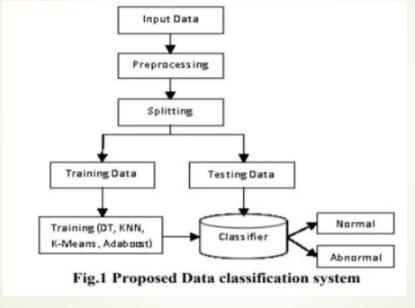 Input Data
Preprocessing
Splitting
Training Data
Testing Data
Training (DT, KNN,
K-Means, Adaboost)
Classifier
Normal
Abnormal
Fig.1 Proposed Data classification system